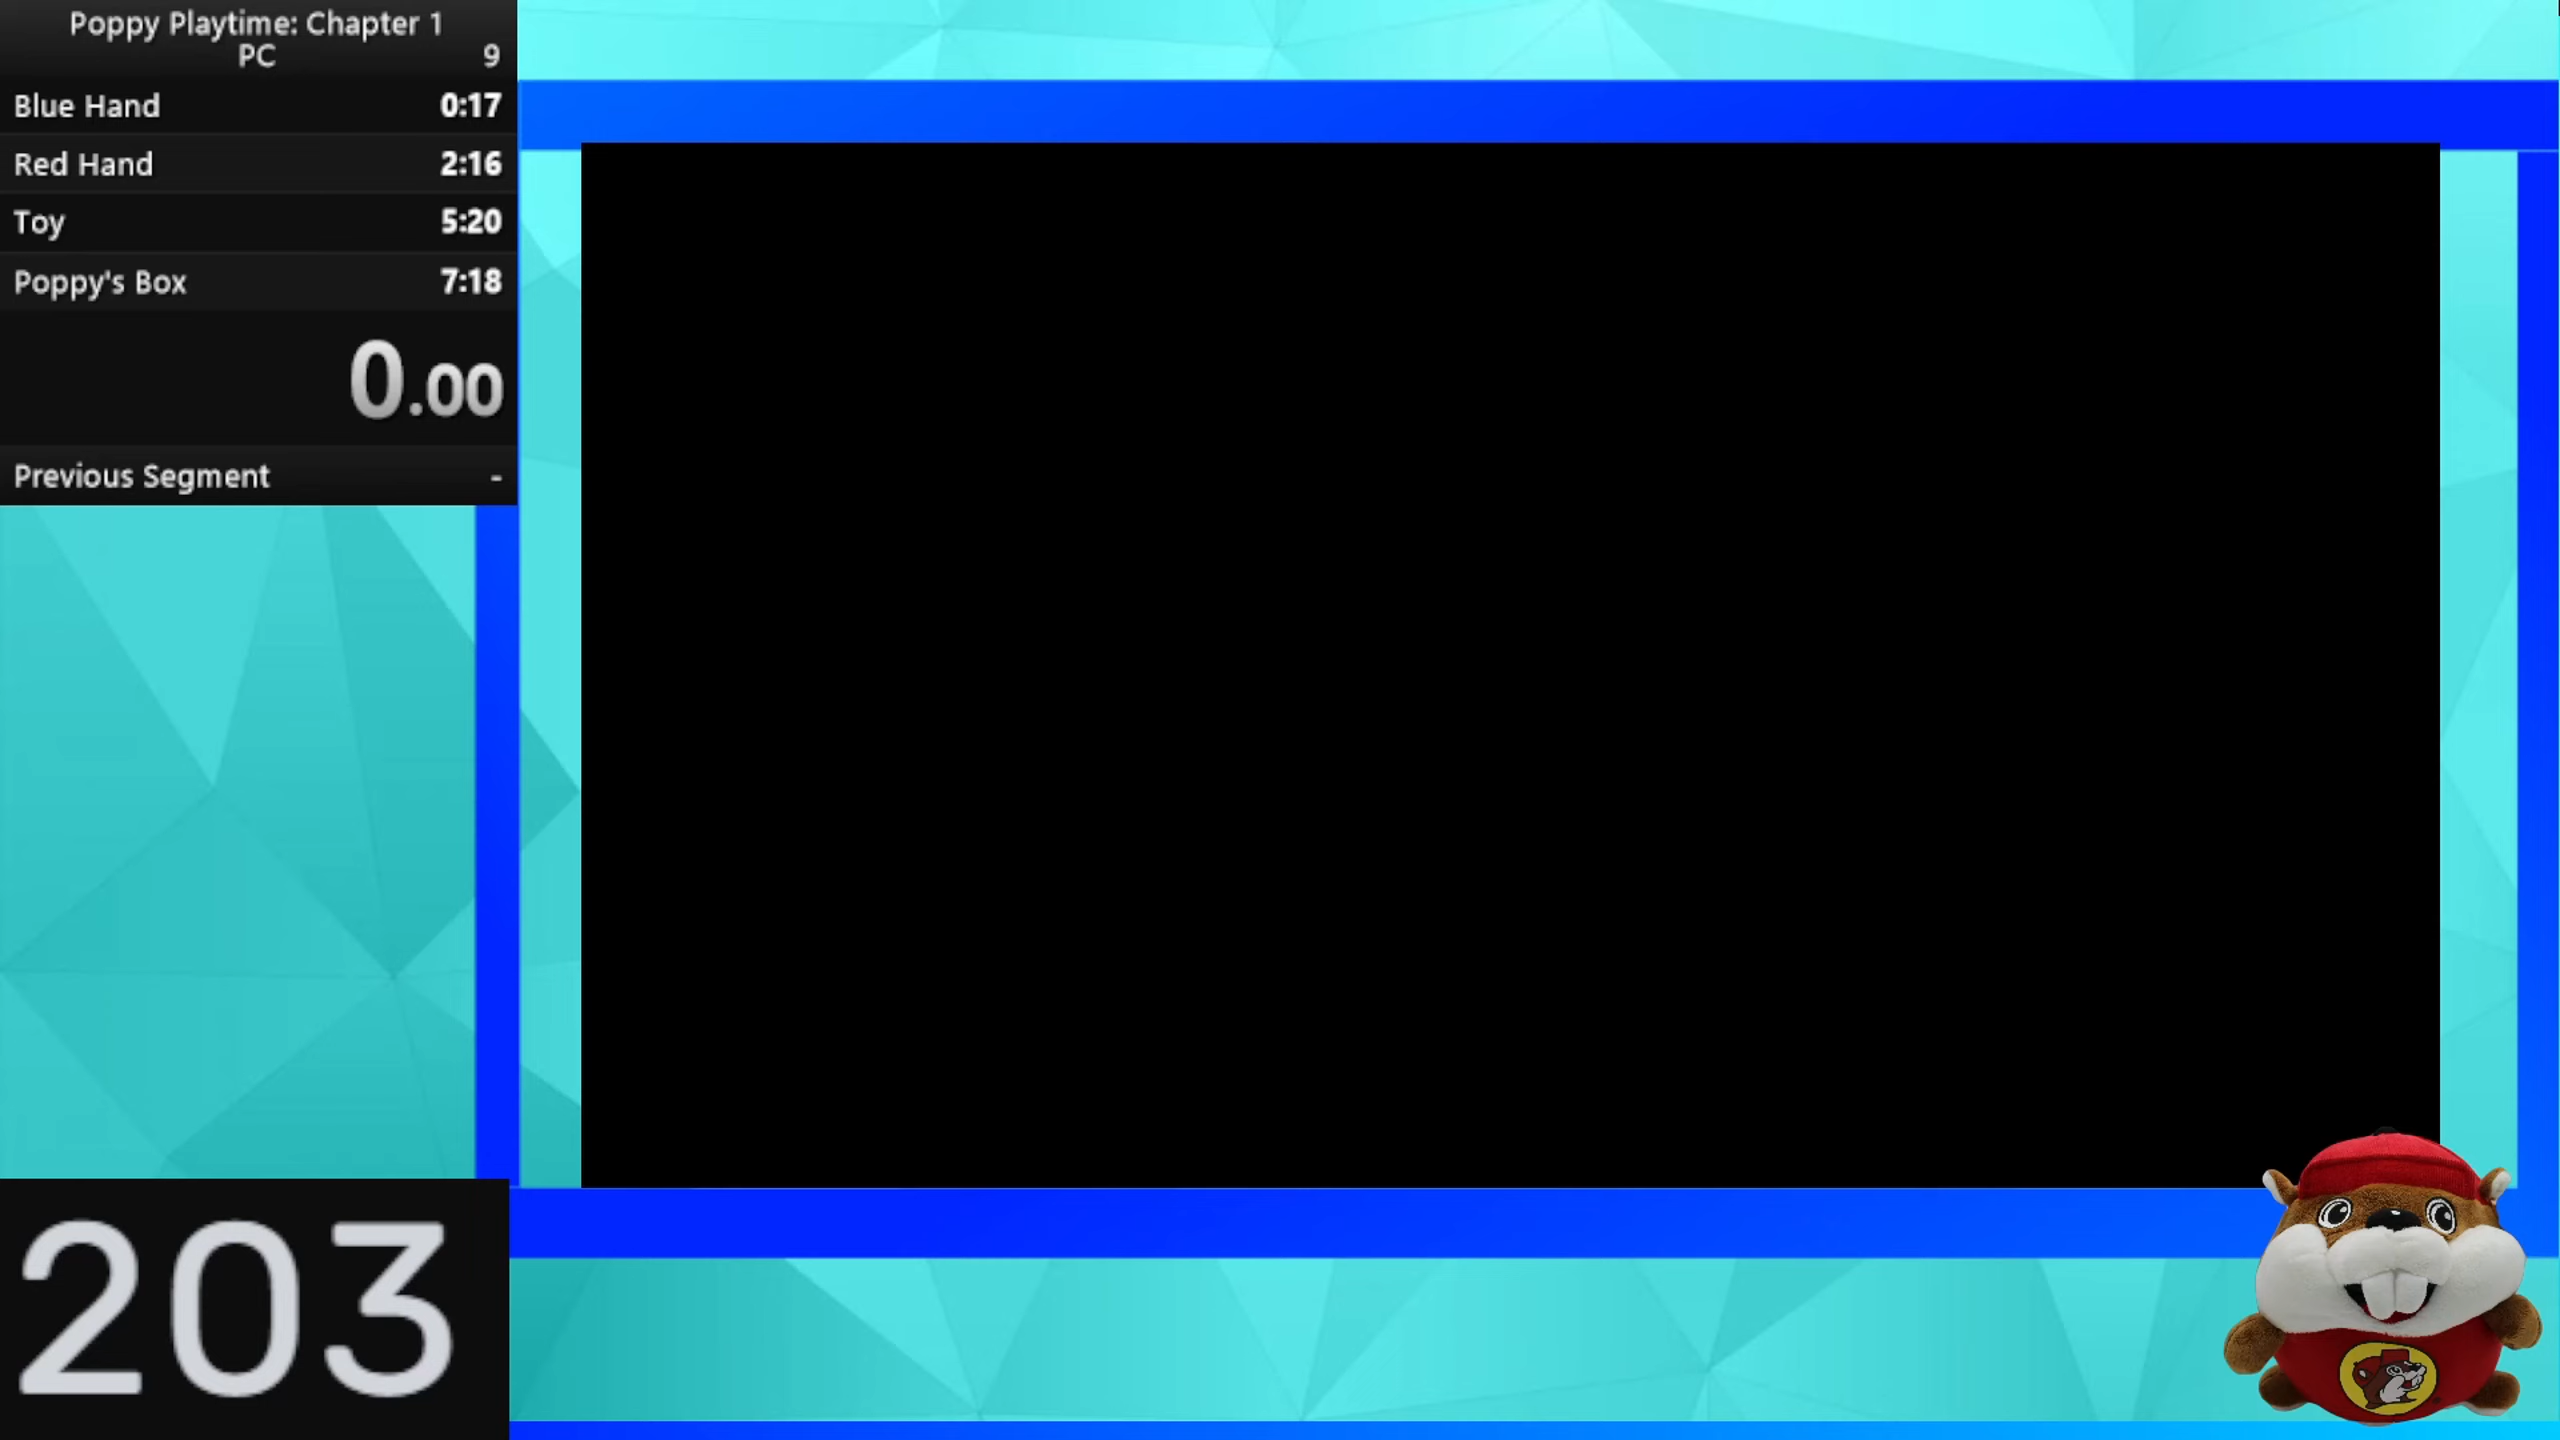 Poppy Playtime: Chapter 1
PC 9
Blue Hand 0:17
Red Hand 2:16
Toy 5:20
Poppy's Box 7:18
0.00
Previous Segment -
203